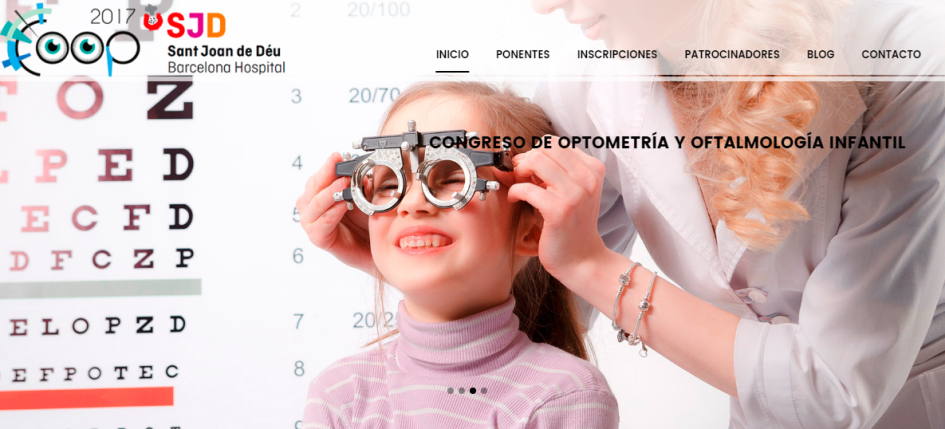 2017
coop
SJD
Sant Joan de Déu
Barcelona Hospital
INICIO PONENTES INSCRIPCIONES PATROCINADORES BLOG CONTACTO
CONGRESO DE OPTOMETRÍA Y OFTALMOLOGÍA INFANTIL
2 20/100
T O Z
3 20/70
L P E D
4
E C F D
5
D F C Z P
6
E L O P Z D
7 20/2
D E F P O T E C
8